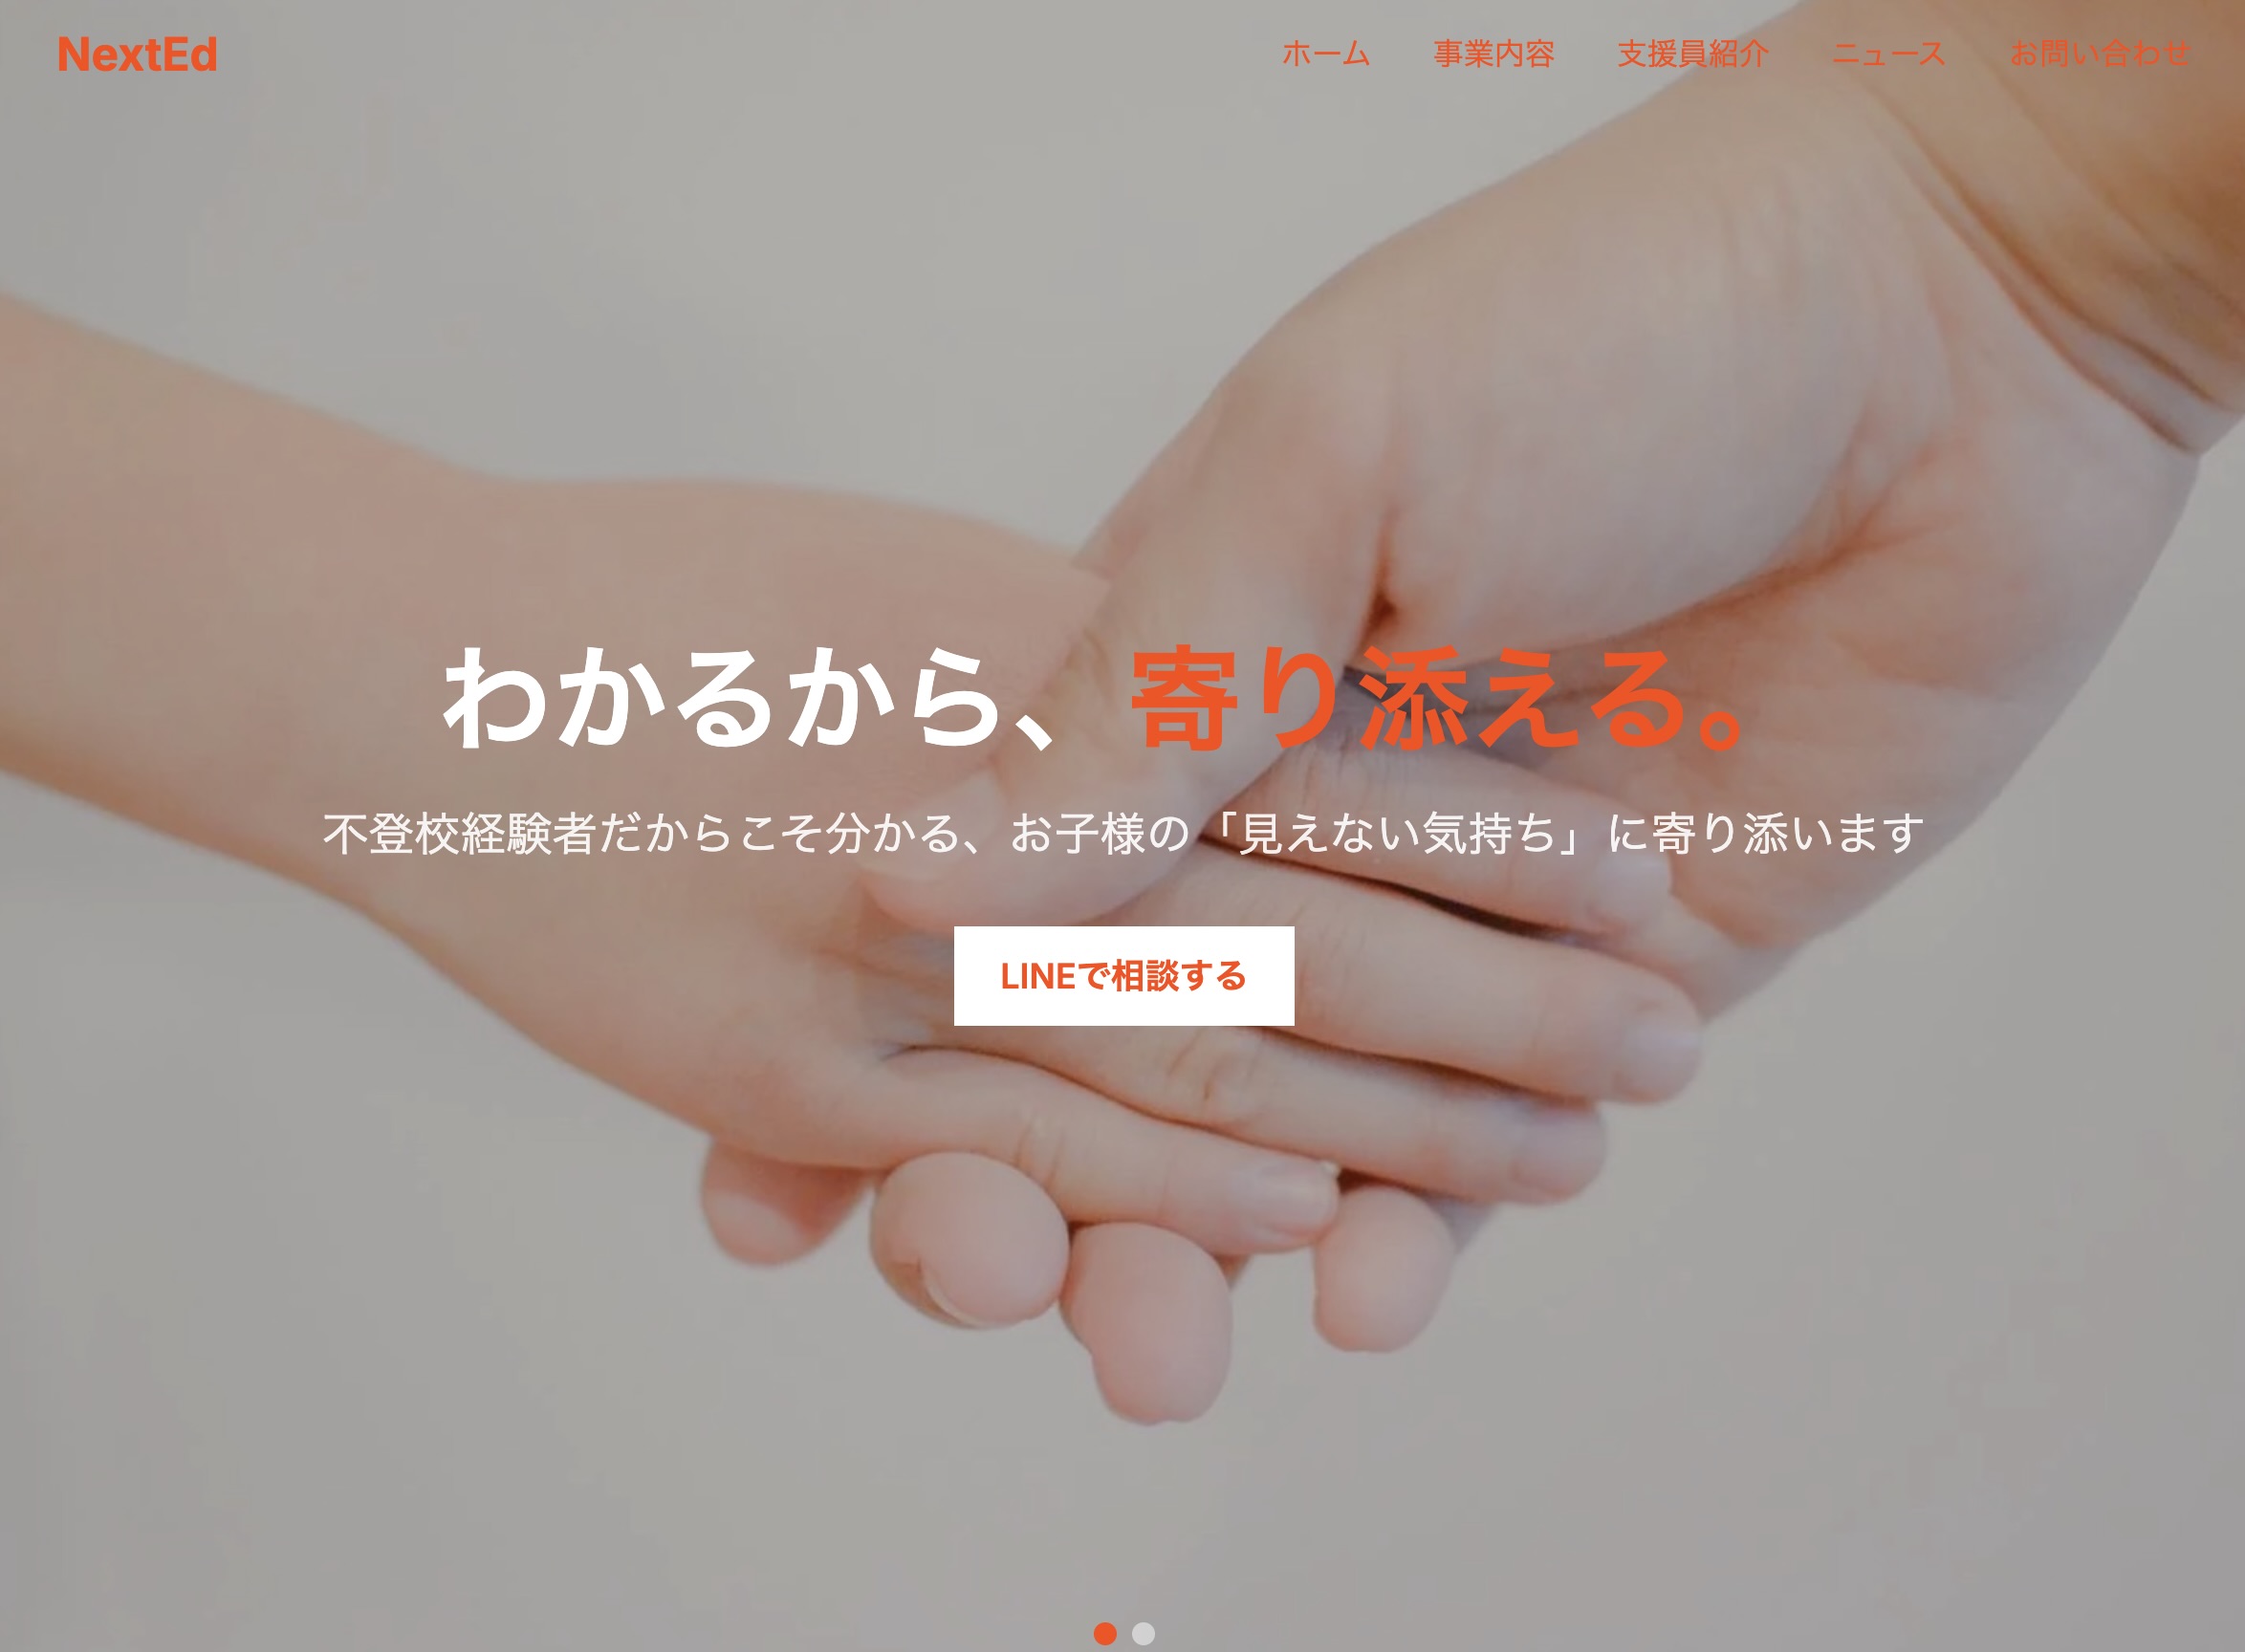 NextEd
ホーム 事業内容 支援員紹介 ニュース お問い合わせ
わかるから、寄り添える。
不登校経験者だからこそ分かる、お子様の「見えない気持ち」に寄り添います
LINEで相談する